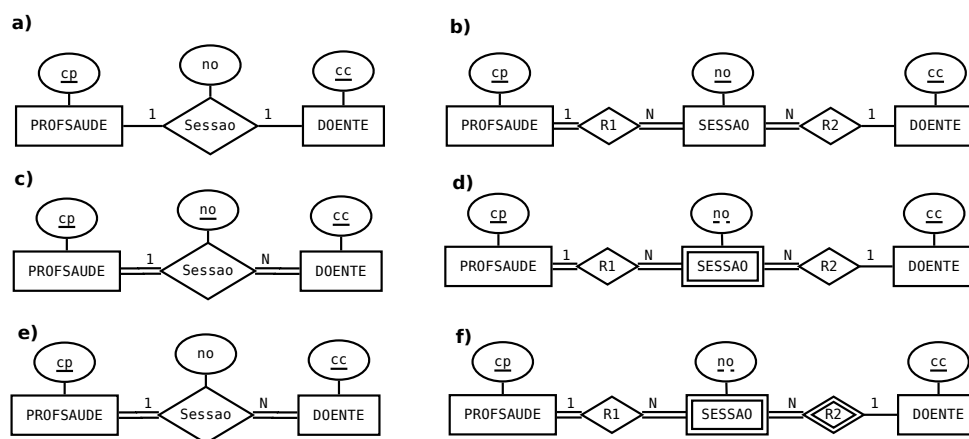 a)
cp
no
cc
PROFSAUDE 1 Sessao 1 DOENTE
b)
cp
no
cc
PROFSAUDE 1 R1 N SESSAO N R2 1 DOENTE
c)
cp
no
cc
PROFSAUDE 1 Sessao N DOENTE
d)
cp
no
cc
PROFSAUDE 1 R1 N SESSAO N R2 1 DOENTE
e)
cp
no
cc
PROFSAUDE 1 Sessao N DOENTE
f)
cp
no
cc
PROFSAUDE 1 R1 N SESSAO N R2 1 DOENTE